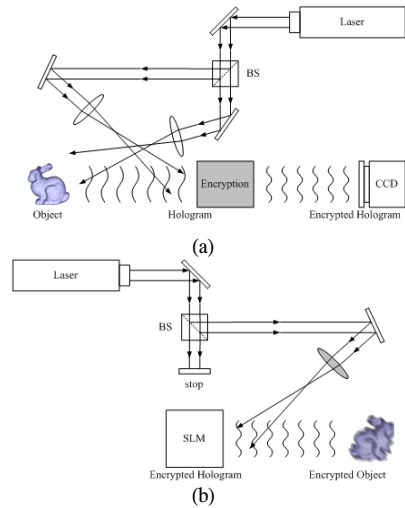 Laser
BS
Encryption
CCD
Object
Hologram
Encrypted Hologram
(a)
Laser
BS
stop
SLM
Encrypted Hologram
Encrypted Object
(b)